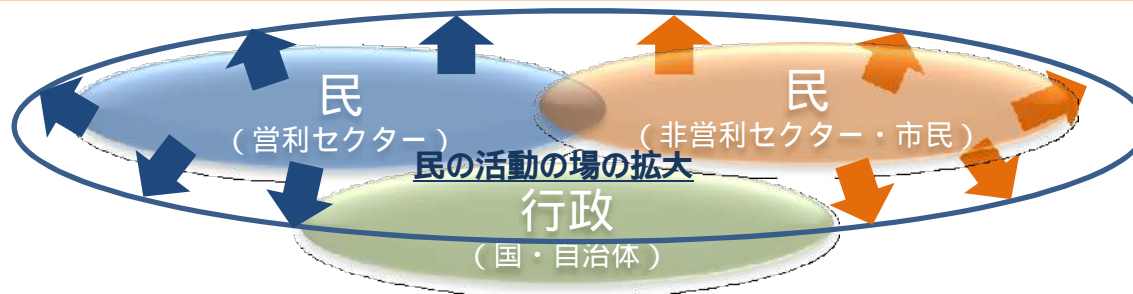 民
（営利セクター）
民
（非営利セクター・市民）
民の活動の場の拡大
行政
（国・自治体）